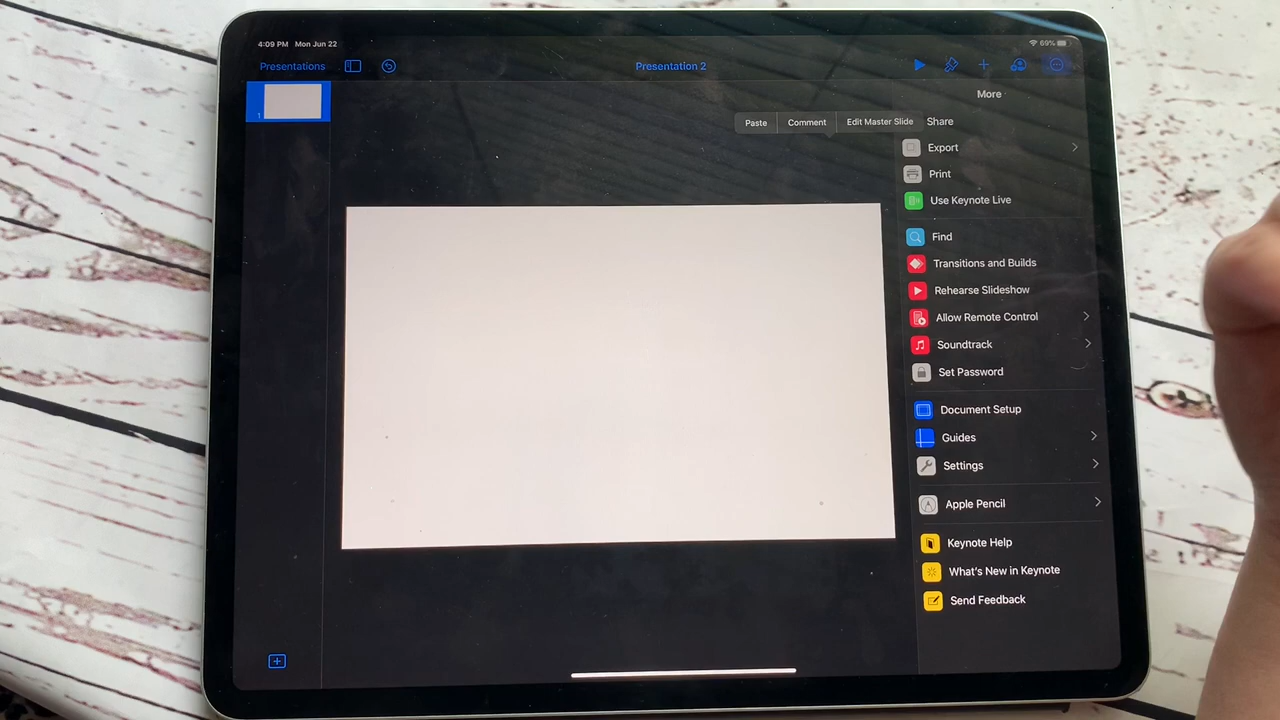 4:09 PM Mon Jun 22
69%
Presentations
Presentation 2
More
1
Paste
Comment
Edit Master Slide
Share
Export
Print
Use Keynote Live
Find
Transitions and Builds
Rehearse Slideshow
Allow Remote Control
Soundtrack
Set Password
Document Setup
Guides
Settings
Apple Pencil
Keynote Help
What's New in Keynote
Send Feedback